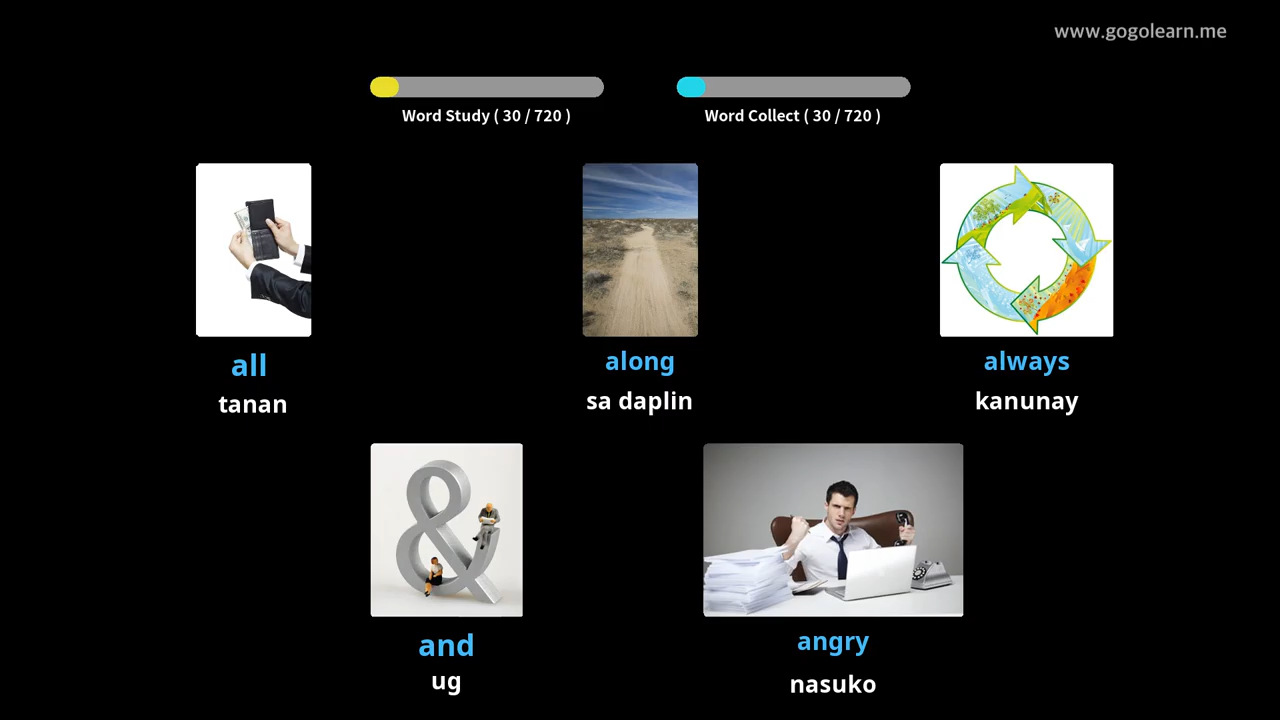 www.gogolearn.me
Word Study ( 30 / 720 )
Word Collect ( 30 / 720 )
all
tanan
along
sa daplin
always
kanunay
&
and
ug
angry
nasuko